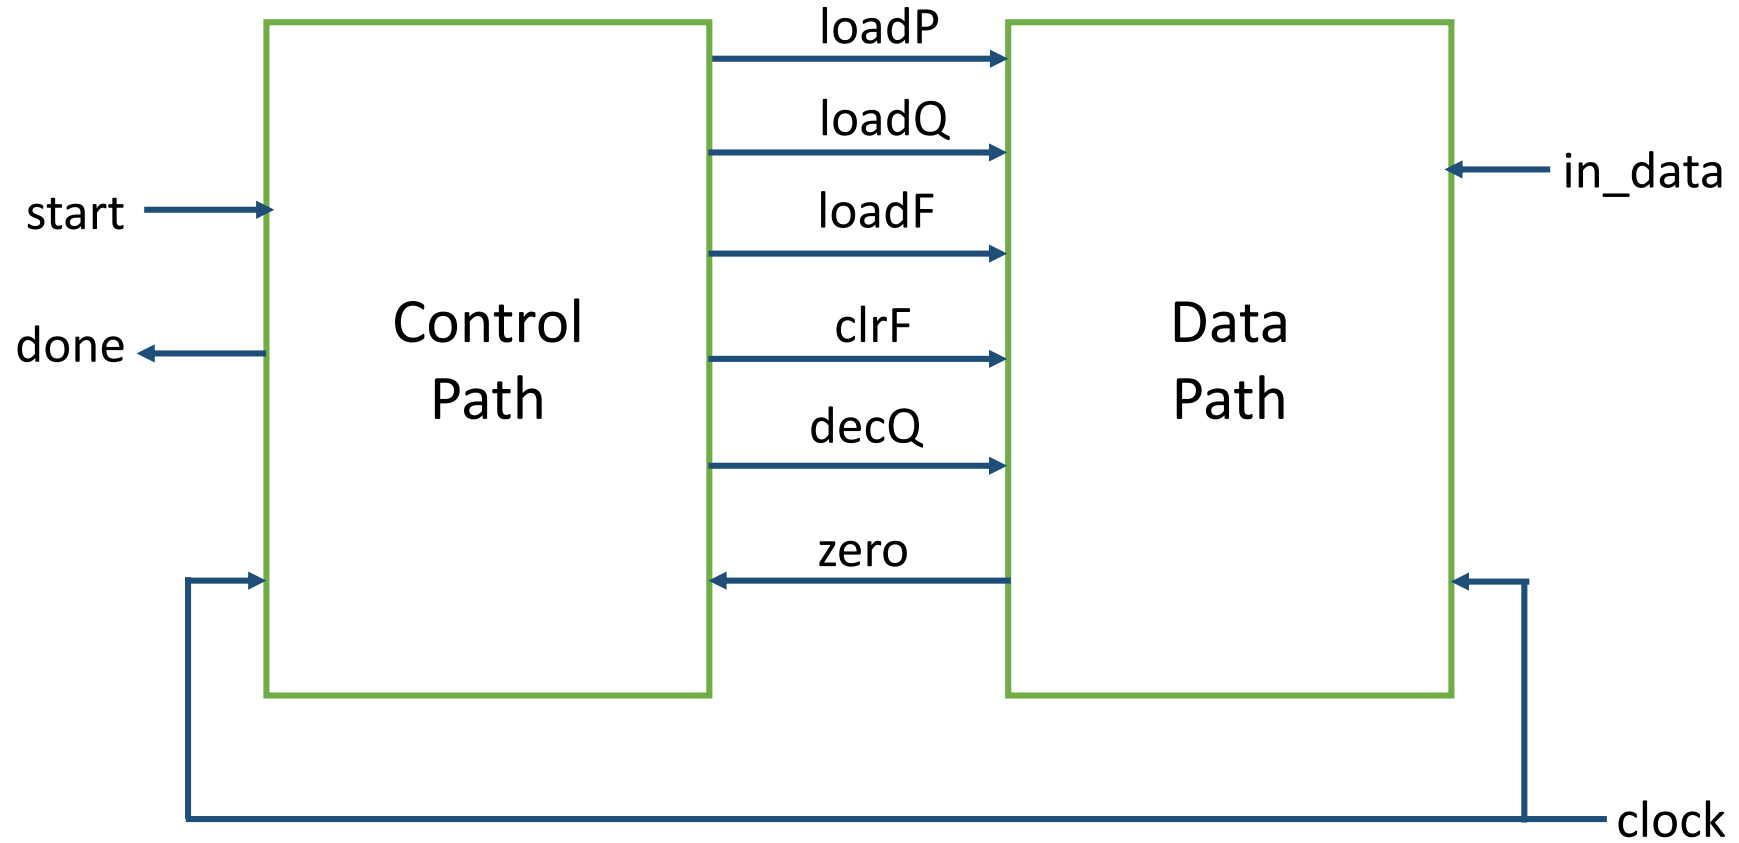 loadP
loadQ
in_data
start
loadF
Control
Path
Data
Path
done
clrF
decQ
zero
clock